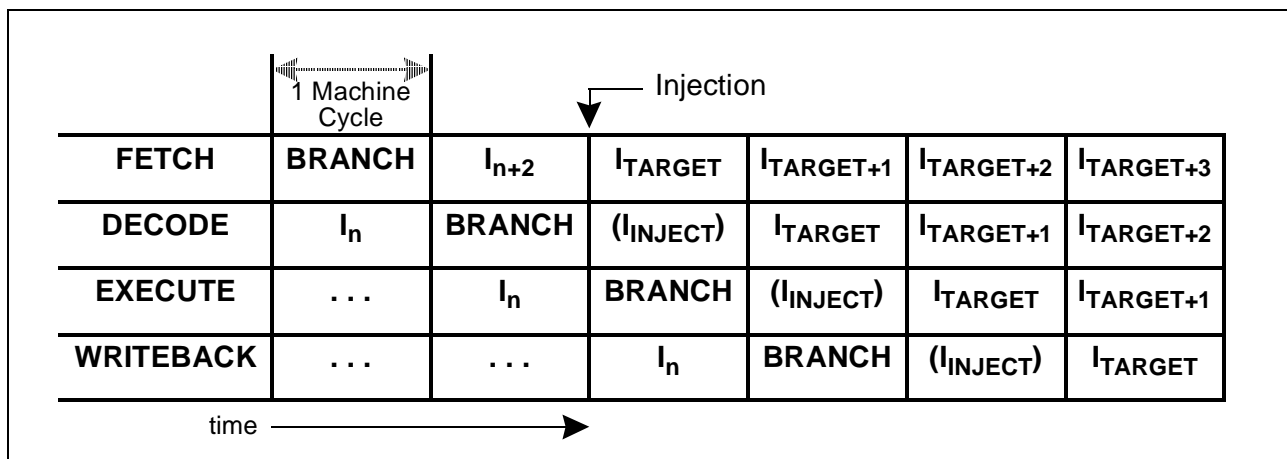 1 Machine
Cycle
Injection
FETCH BRANCH In+2 ITARGET ITARGET+1 ITARGET+2 ITARGET+3
DECODE In BRANCH (IINJECT) ITARGET ITARGET+1 ITARGET+2
EXECUTE . . . In BRANCH (IINJECT) ITARGET ITARGET+1
WRITEBACK . . . . . . In BRANCH (IINJECT) ITARGET
time